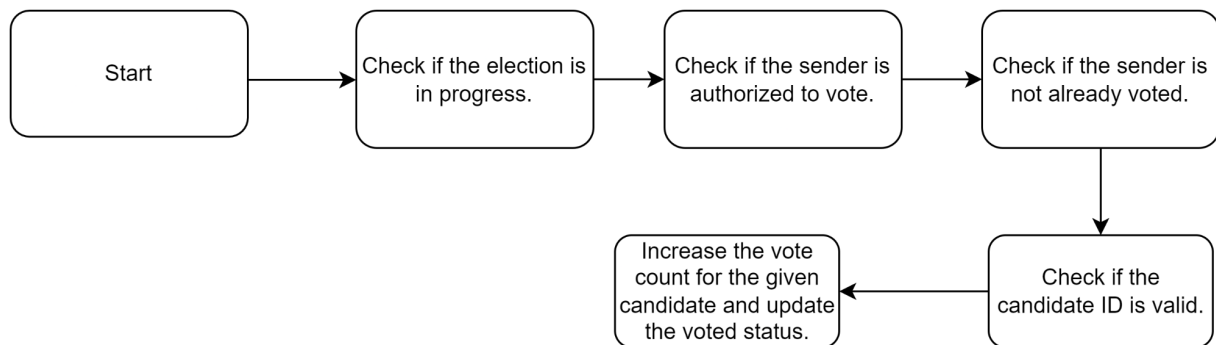 Start
Check if the election is
in progress.
Check if the sender is
authorized to vote.
Check if the sender is
not already voted.
Increase the vote
count for the given
candidate and update
the voted status.
Check if the
candidate ID is valid.